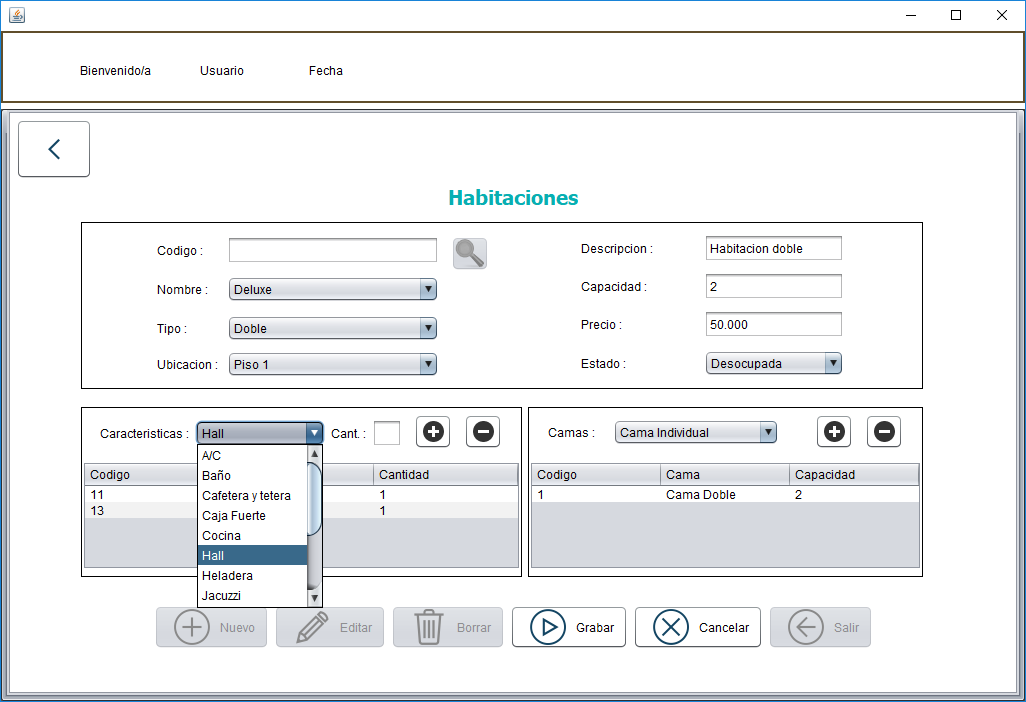 Bienvenido/a Usuario Fecha
Habitaciones
Codigo :
Nombre : Deluxe
Tipo : Doble
Ubicacion : Piso 1
Descripcion : Habitacion doble
Capacidad : 2
Precio : 50.000
Estado : Desocupada
Caracteristicas : Hall Cant. :
Codigo Cantidad
11 1
13 1
A/C
Baño
Cafetera y tetera
Caja Fuerte
Cocina
Hall
Heladera
Jacuzzi
Camas : Cama Individual
Codigo Cama Capacidad
1 Cama Doble 2
Nuevo Editar Borrar Grabar Cancelar Salir